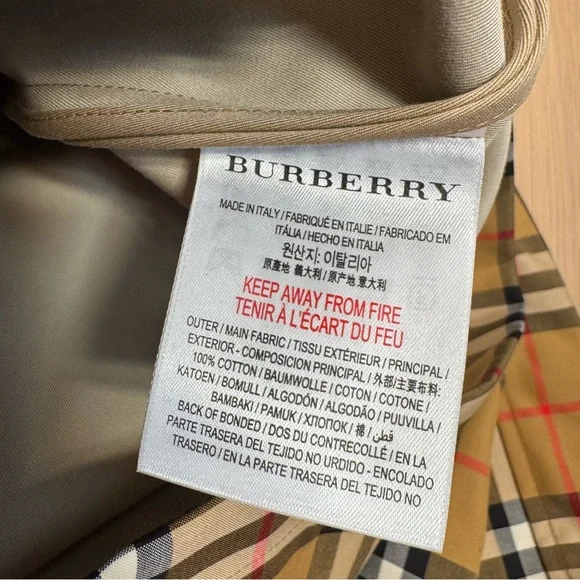 BURBERRY
MADE IN ITALY / FABRIQUÉ EN ITALIE / FABRICADO EM
ITÁLIA / HECHO EN ITALIA
원산지: 이탈리아
原產地 義大利 / 原产地 意大利
KEEP AWAY FROM FIRE
TENIR À L'ÉCART DU FEU
OUTER / MAIN FABRIC / TISSU EXTÉRIEUR / PRINCIPAL /
EXTERIOR - COMPOSICION PRINCIPAL / 外部/主要布料:
100% COTTON / BAUMWOLLE / COTON / COTONE /
KATOEN / BOMULL / ALGODÓN / ALGODÃO / PUUVILLA /
BAMBAKI / PAMUK / ХЛОПОК / 棉 / قطن
BACK OF BONDED / DOS DU CONTRECOLLÉ / EN LA
PARTE TRASERA DEL TEJIDO NO URDIDO - ENCOLADO
TRASERO / EN LA PARTE TRASERA DEL TEJIDO NO